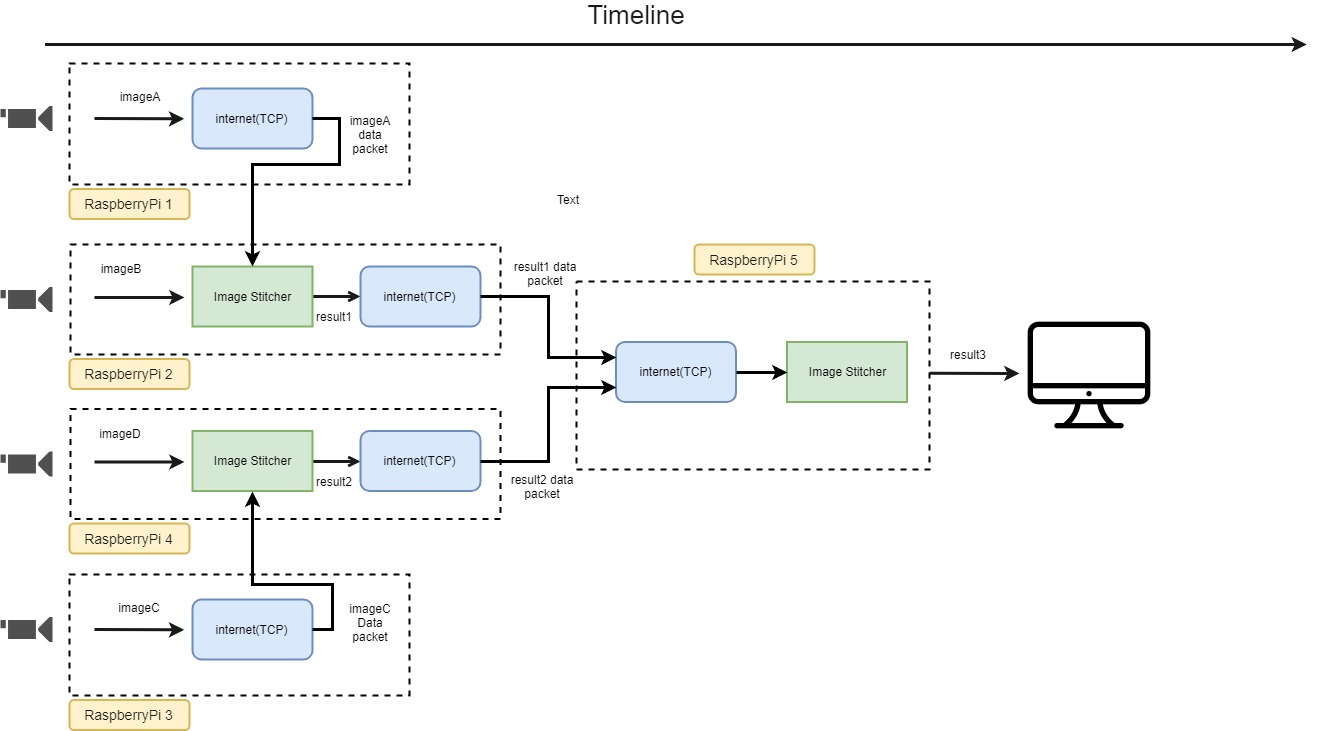 Timeline
imageA
internet(TCP)
imageA
data
packet
RaspberryPi 1
Text
imageB
Image Stitcher
result1
internet(TCP)
result1 data
packet
RaspberryPi 2
RaspberryPi 5
internet(TCP)
Image Stitcher
result3
imageD
Image Stitcher
result2
internet(TCP)
result2 data
packet
RaspberryPi 4
imageC
internet(TCP)
imageC
Data
packet
RaspberryPi 3